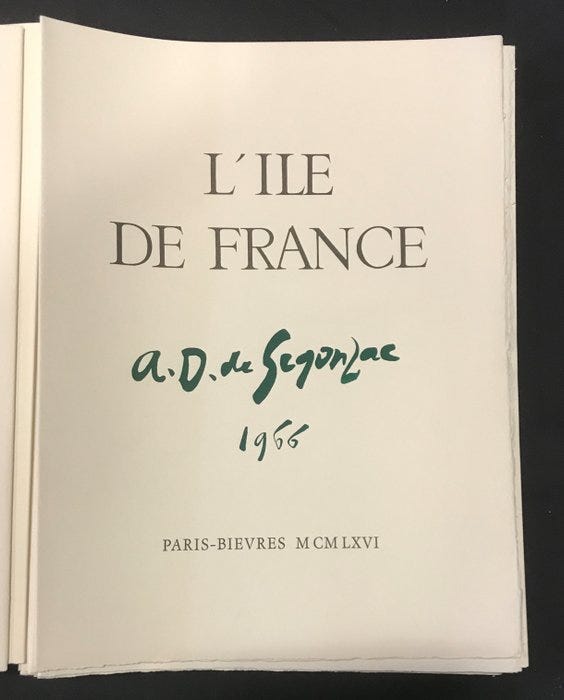 L'ILE
DE FRANCE
A.D. de Segonzac
1966
PARIS-BIEVRES MCMLXVI